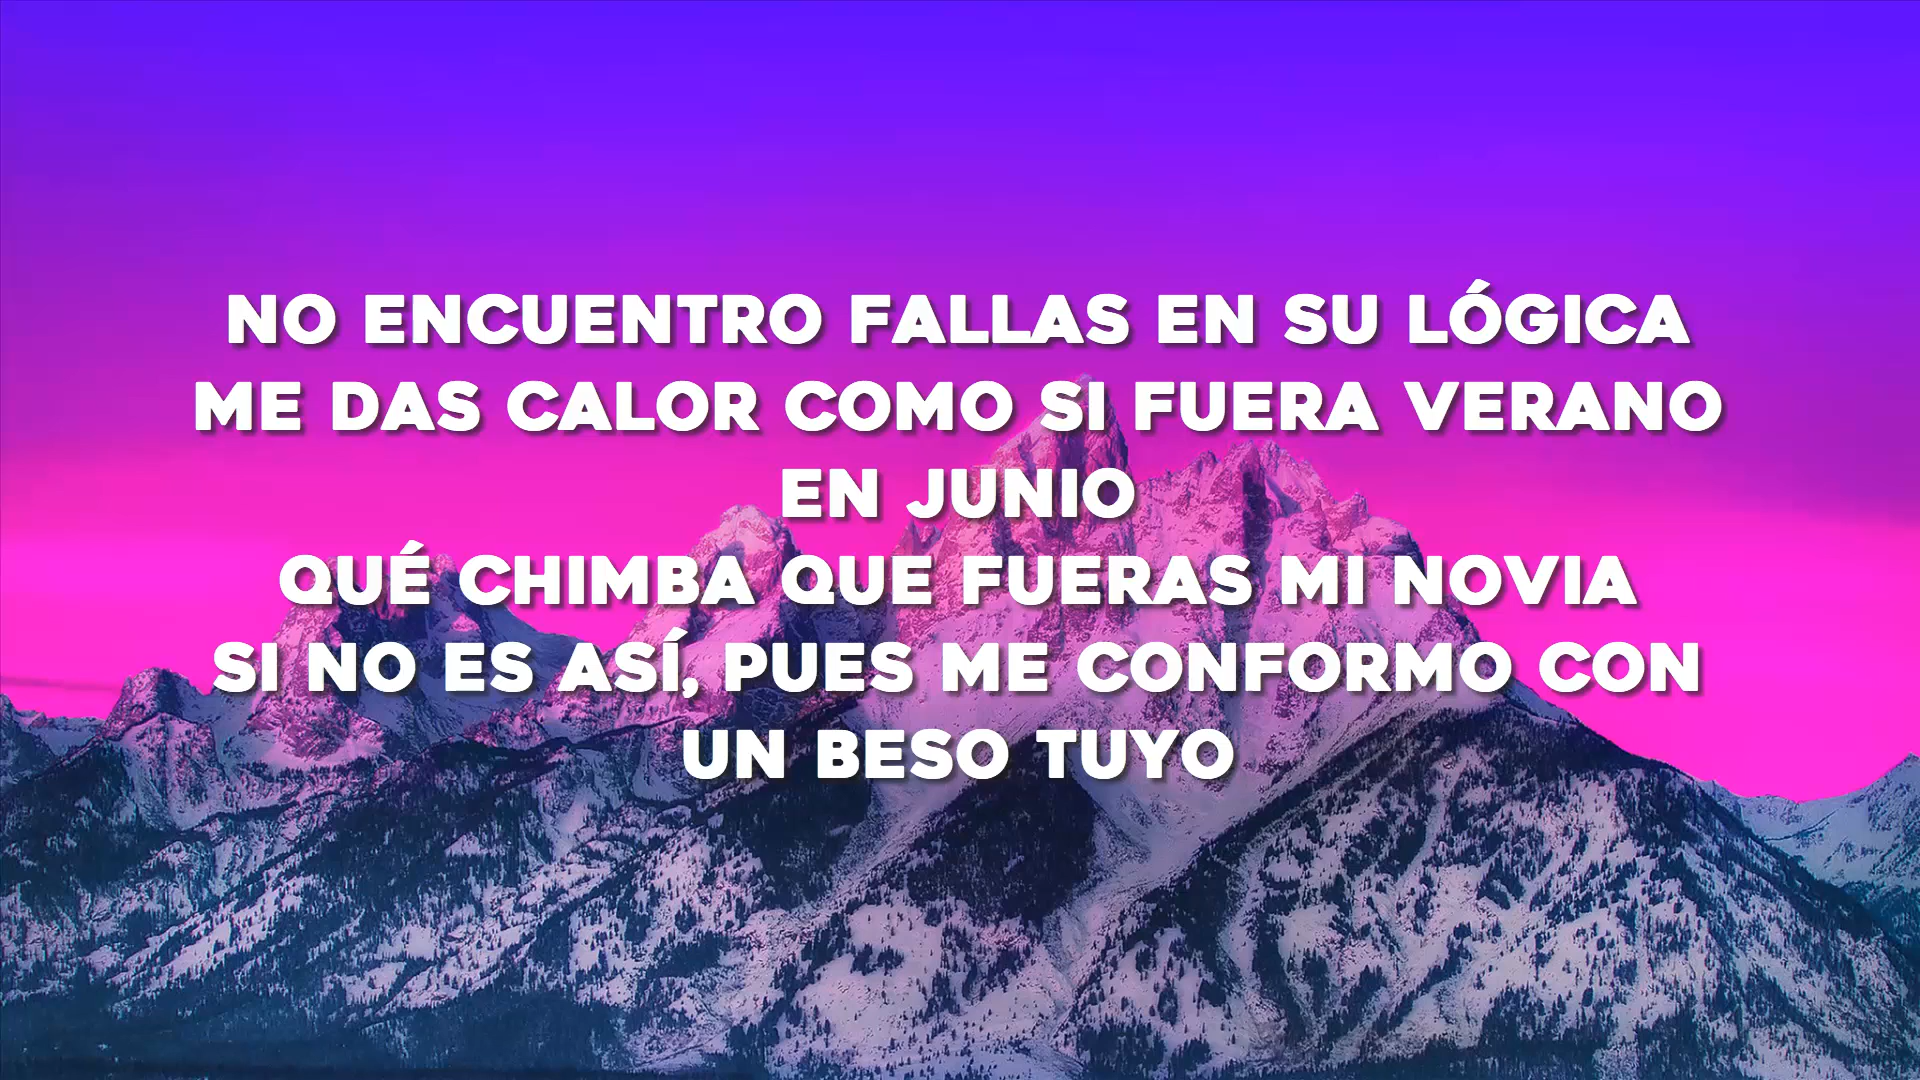 NO ENCUENTRO FALLAS EN SU LÓGICA
ME DAS CALOR COMO SI FUERA VERANO
EN JUNIO
QUÉ CHIMBA QUE FUERAS MI NOVIA
SI NO ES ASÍ, PUES ME CONFORMO CON
UN BESO TUYO